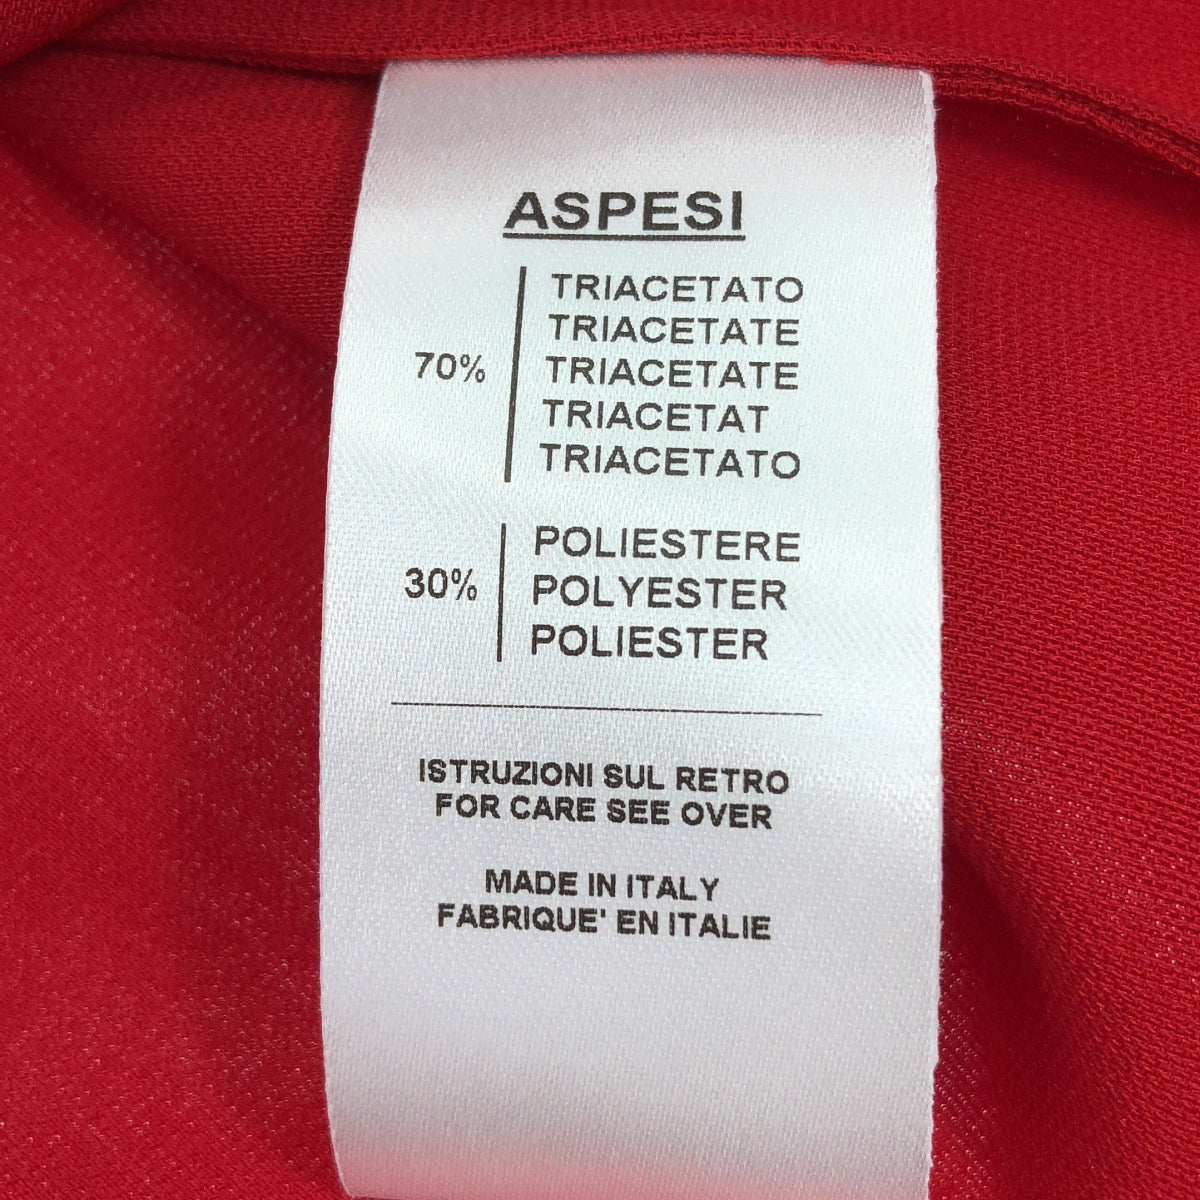 ASPESI
70%
TRIACETATO
TRIACETATE
TRIACETATE
TRIACETAT
TRIACETATO
30%
POLIESTERE
POLYESTER
POLIESTER
ISTRUZIONI SUL RETRO
FOR CARE SEE OVER
MADE IN ITALY
FABRIQUE' EN ITALIE